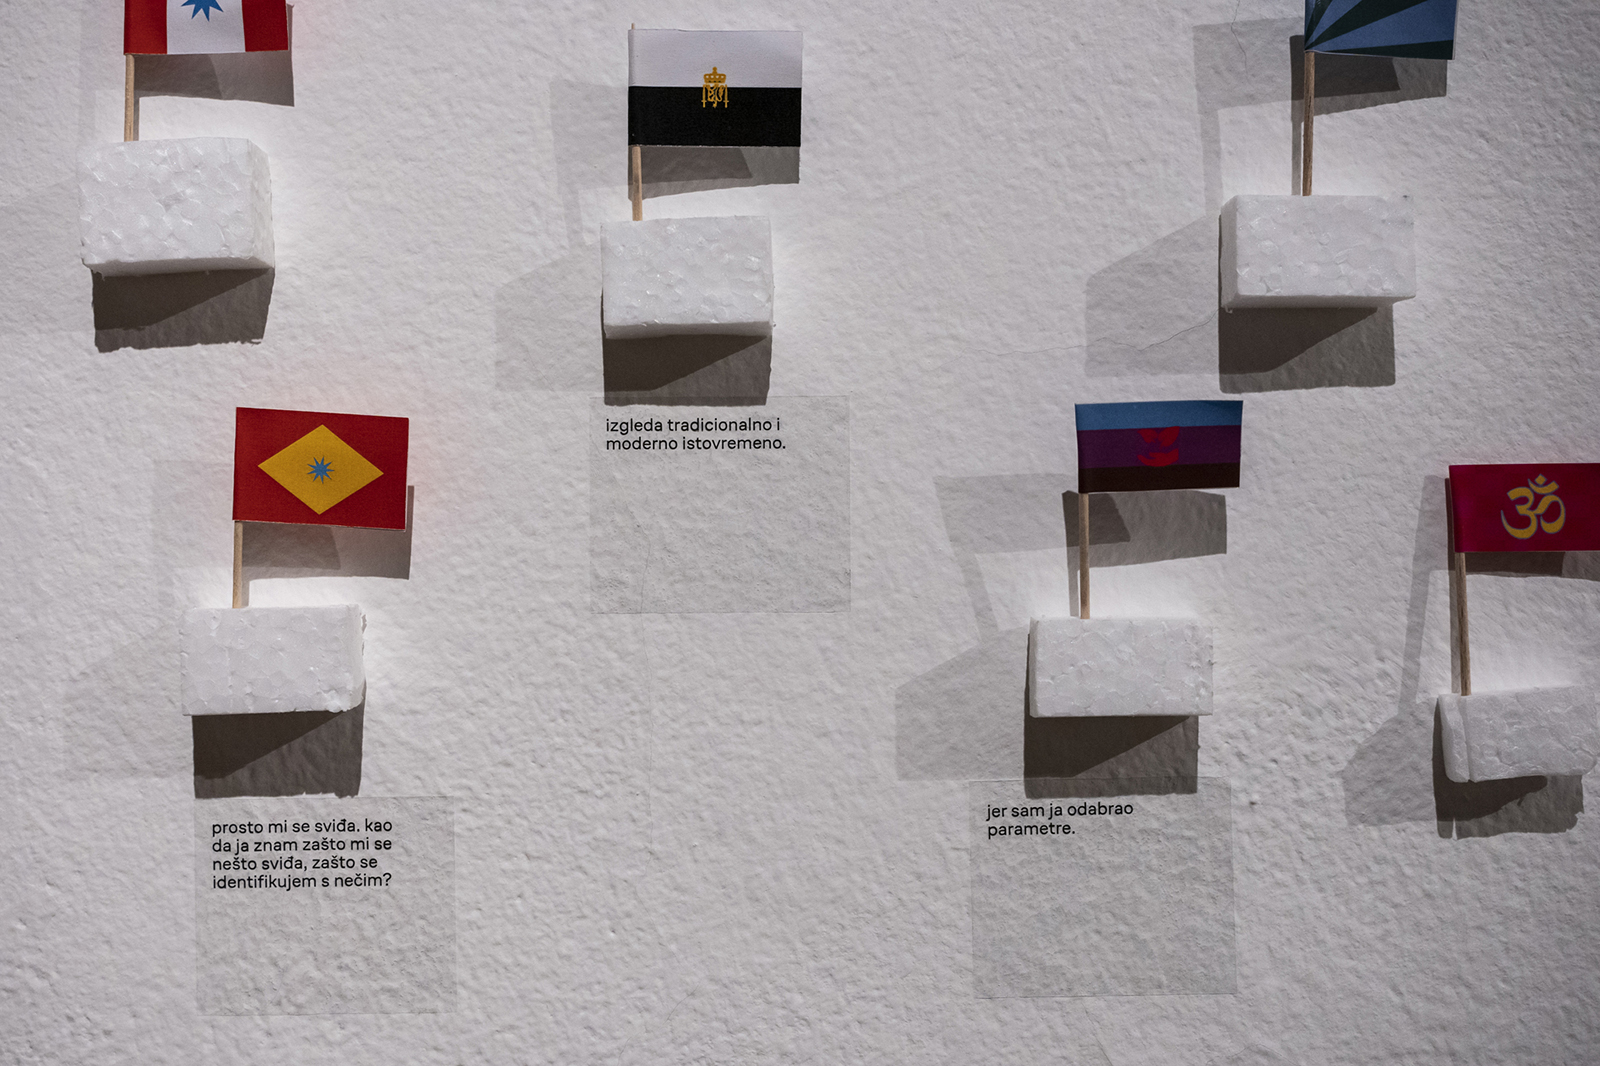 izgleda tradicionalno i
moderno istovremeno.
prosto mi se sviđa. kao
da ja znam zašto mi se
nešto sviđa, zašto se
identifikujem s nečim?
jer sam ja odabrao
parametre.
ॐ